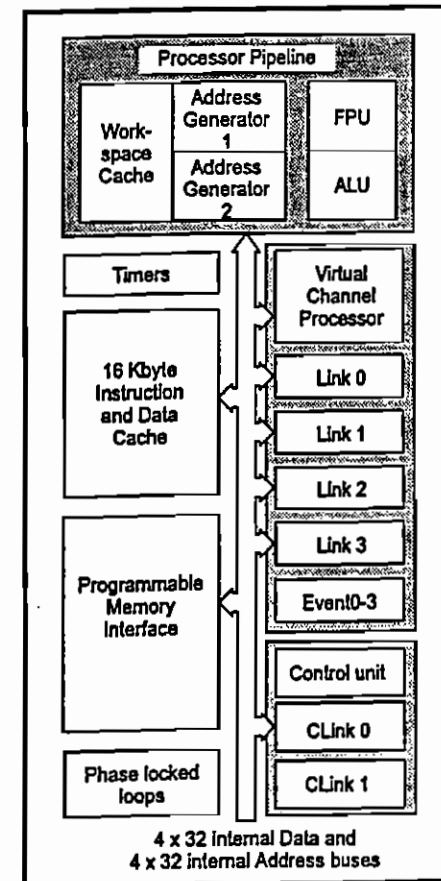 Processor Pipeline
Work-
space
Cache
Address
Generator
1
Address
Generator
2
FPU
ALU
Timers
16 Kbyte
Instruction
and Data
Cache
Programmable
Memory
Interface
Phase locked
loops
Virtual
Channel
Processor
Link 0
Link 1
Link 2
Link 3
Event0-3
Control unit
CLink 0
CLink 1
4 x 32 internal Data and
4 x 32 internal Address buses